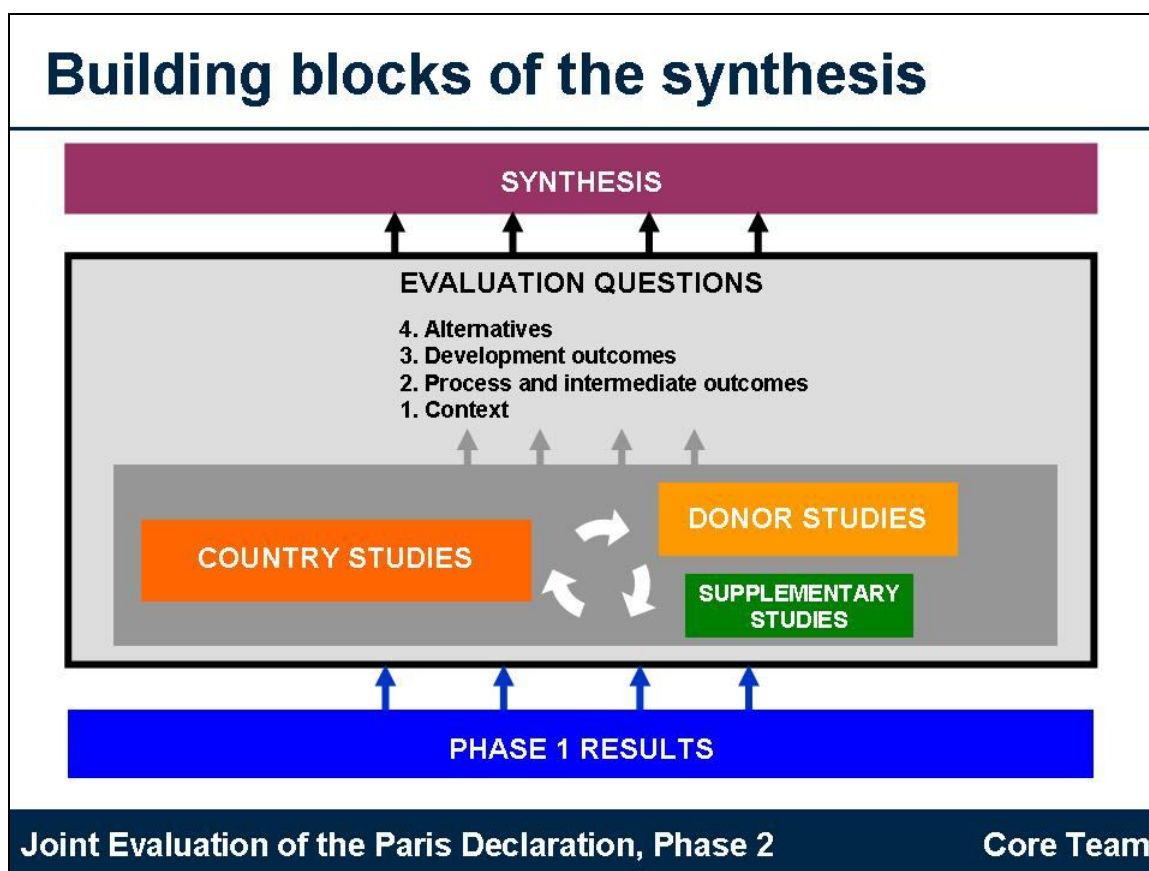 Building blocks of the synthesis
SYNTHESIS
EVALUATION QUESTIONS
4. Alternatives
3. Development outcomes
2. Process and intermediate outcomes
1. Context
COUNTRY STUDIES
DONOR STUDIES
SUPPLEMENTARY
STUDIES
PHASE 1 RESULTS
Joint Evaluation of the Paris Declaration, Phase 2
Core Team